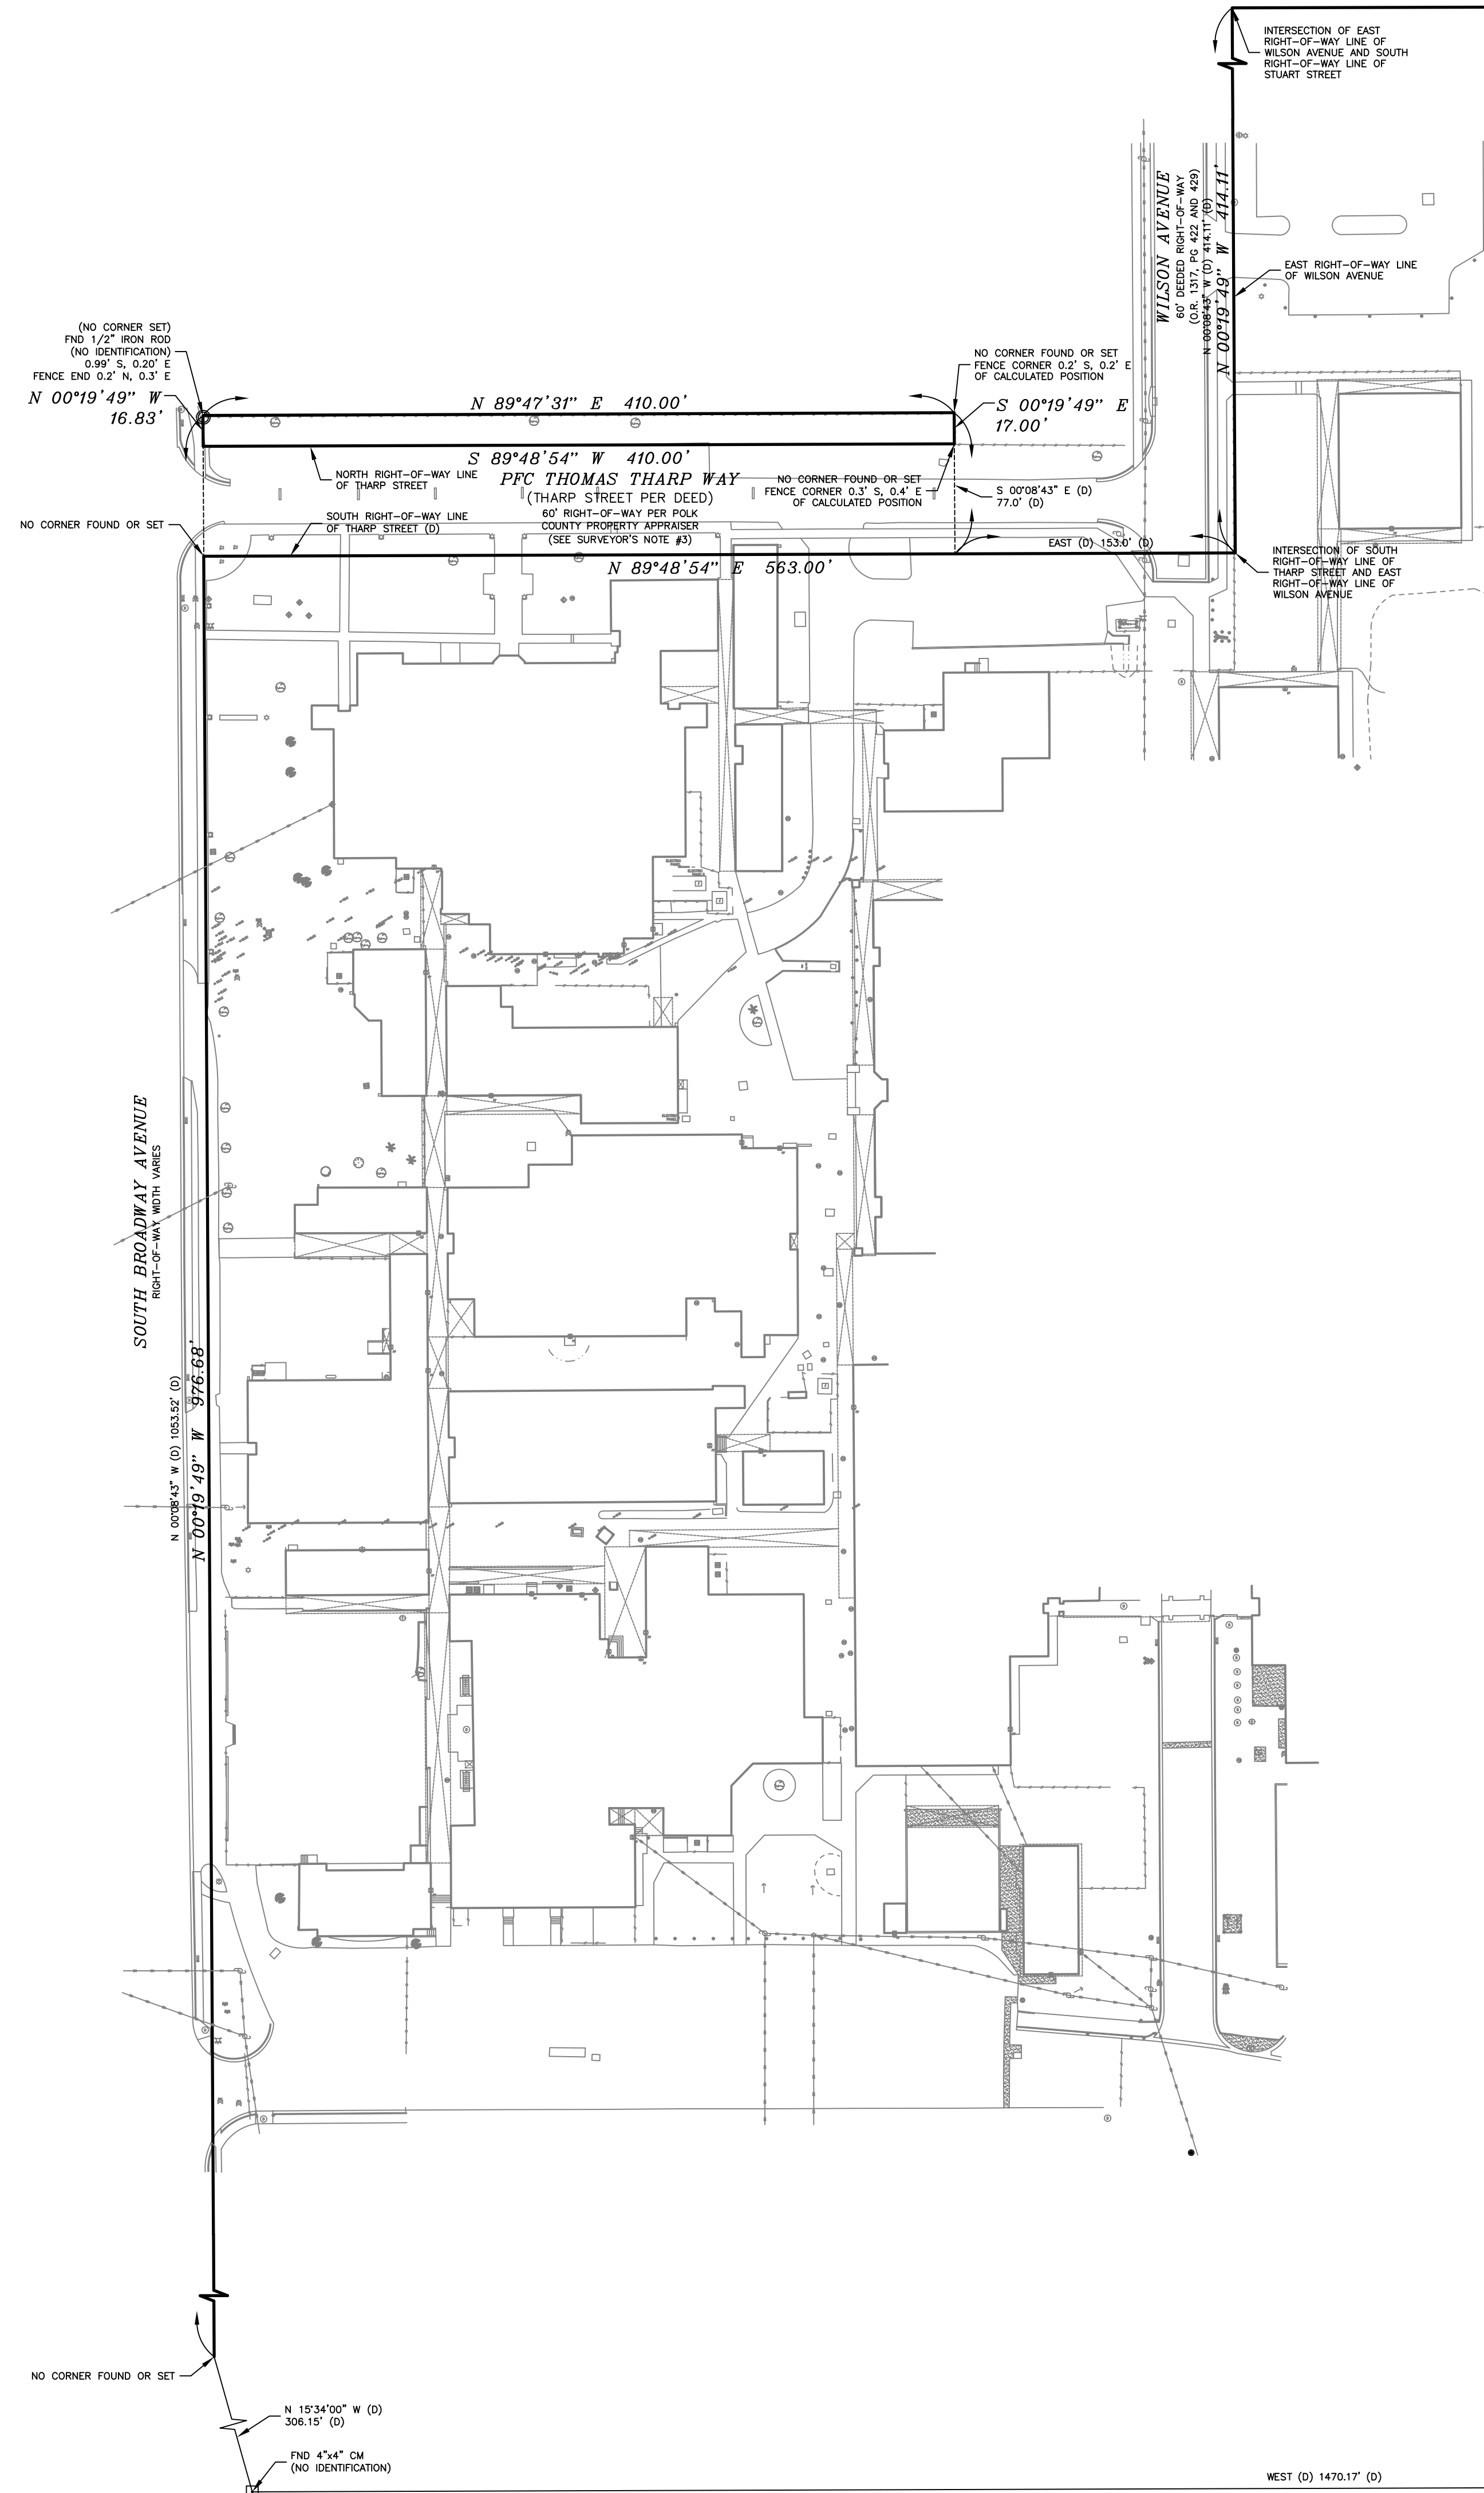 INTERSECTION OF EAST
RIGHT-OF-WAY LINE OF
WILSON AVENUE AND SOUTH
RIGHT-OF-WAY LINE OF
STUART STREET
WILSON AVENUE
60' DEEDED RIGHT-OF-WAY
(O.R. 1317, PG 422 AND 429)
N 00°08'43" W (D) 414.11' (D)
N 00°19'49" W 414.11'
EAST RIGHT-OF-WAY LINE
OF WILSON AVENUE
(NO CORNER SET)
FND 1/2" IRON ROD
(NO IDENTIFICATION)
0.99' S, 0.20' E
FENCE END 0.2' N, 0.3' E
N 00°19'49" W
16.83'
N 89°47'31" E 410.00'
NO CORNER FOUND OR SET
FENCE CORNER 0.2' S, 0.2' E
OF CALCULATED POSITION
S 00°19'49" E
17.00'
S 89°48'54" W 410.00'
NORTH RIGHT-OF-WAY LINE
OF THARP STREET
PFC THOMAS THARP WAY
(THARP STREET PER DEED)
60' RIGHT-OF-WAY PER POLK
COUNTY PROPERTY APPRAISER
(SEE SURVEYOR'S NOTE #3)
NO CORNER FOUND OR SET
FENCE CORNER 0.3' S, 0.4' E
OF CALCULATED POSITION
S 00°08'43" E (D)
77.0' (D)
NO CORNER FOUND OR SET
SOUTH RIGHT-OF-WAY LINE
OF THARP STREET (D)
EAST (D) 153.0' (D)
N 89°48'54" E 563.00'
INTERSECTION OF SOUTH
RIGHT-OF-WAY LINE OF
THARP STREET AND EAST
RIGHT-OF-WAY LINE OF
WILSON AVENUE
SOUTH BROADWAY AVENUE
RIGHT-OF-WAY WIDTH VARIES
N 00°08'43" W (D) 1053.52' (D)
N 00°19'49" W 976.68'
NO CORNER FOUND OR SET
N 15°34'00" W (D)
306.15' (D)
FND 4"x4" CM
(NO IDENTIFICATION)
WEST (D) 1470.17' (D)